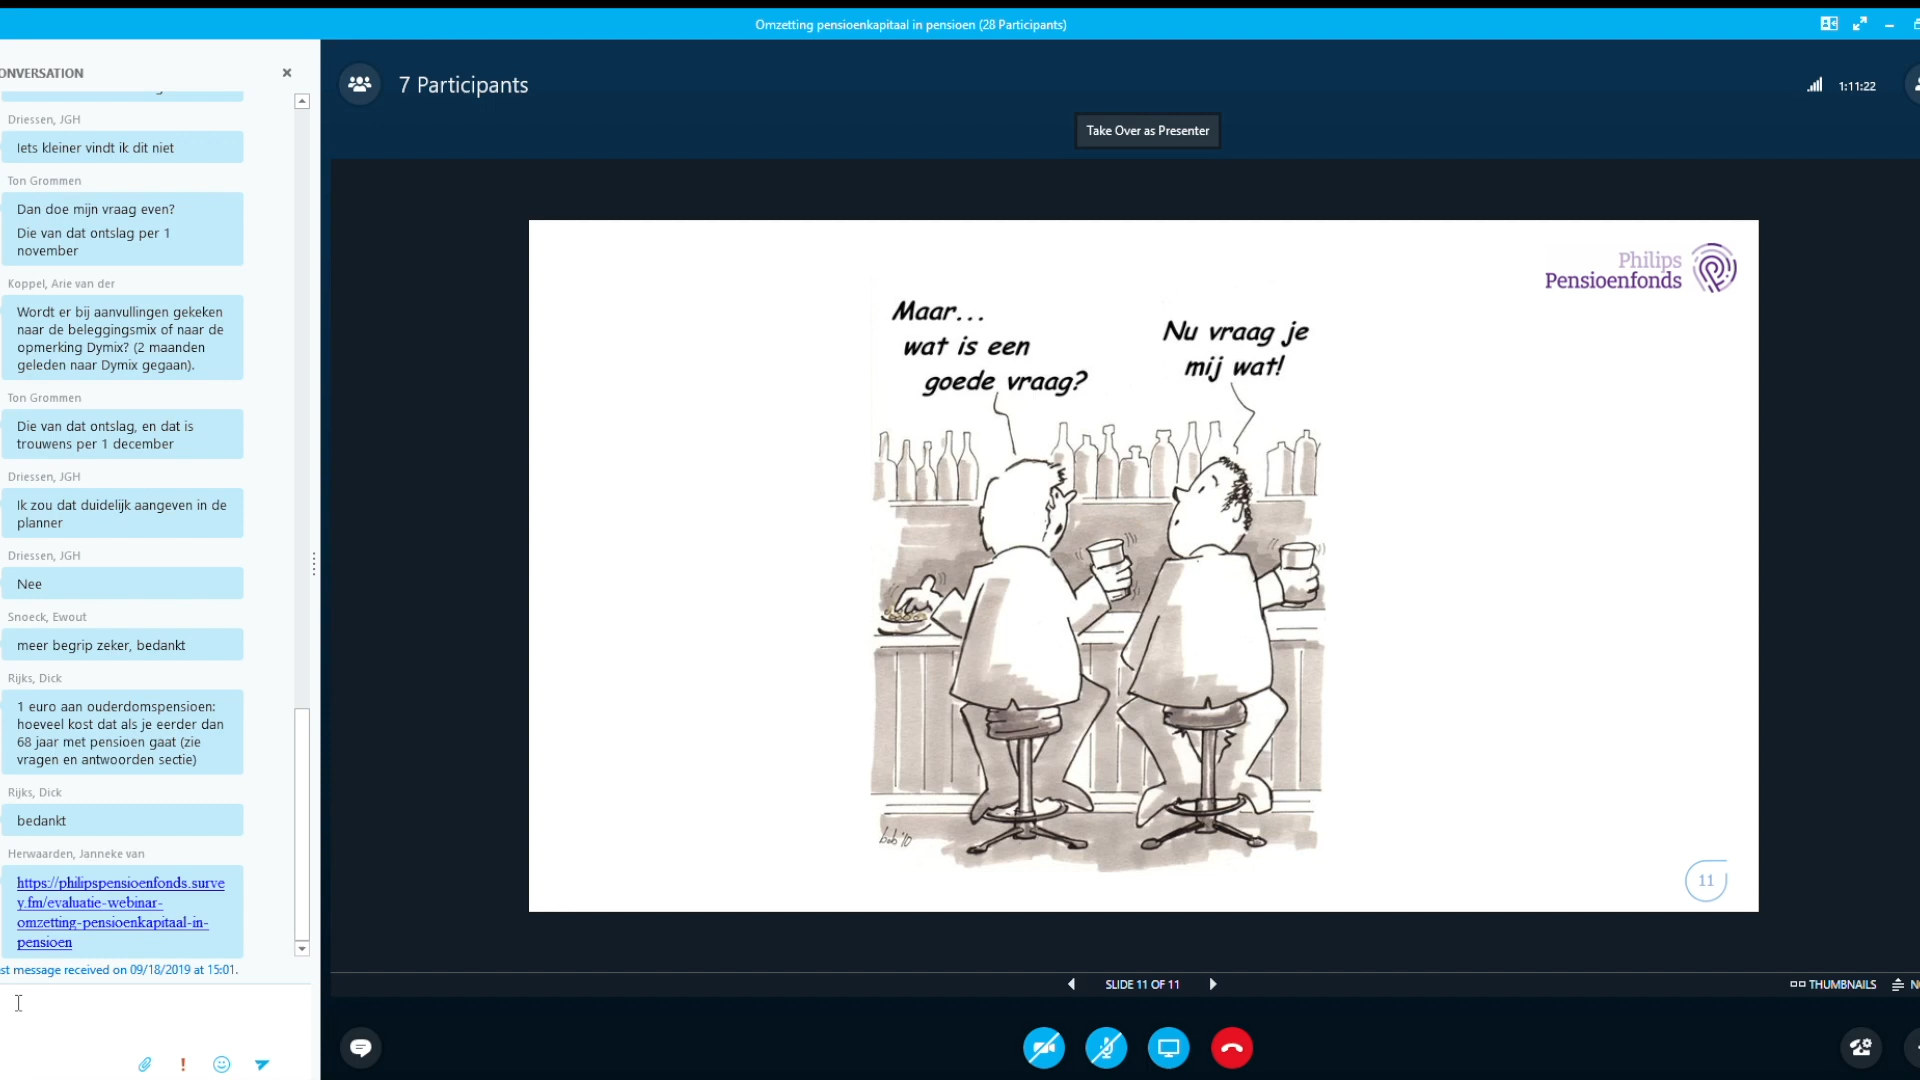 Omzetting pensioenkapitaal in pensioen (28 Participants)
ONVERSATION
7 Participants
1:11:22
Take Over as Presenter
Driessen, JGH
Iets kleiner vindt ik dit niet
Ton Grommen
Dan doe mijn vraag even?
Die van dat ontslag per 1
november
Koppel, Arie van der
Wordt er bij aanvullingen gekeken
naar de beleggingsmix of naar de
opmerking Dymix? (2 maanden
geleden naar Dymix gegaan).
Ton Grommen
Die van dat ontslag, en dat is
trouwens per 1 december
Driessen, JGH
Ik zou dat duidelijk aangeven in de
planner
Driessen, JGH
Nee
Snoeck, Ewout
meer begrip zeker, bedankt
Rijks, Dick
1 euro aan ouderdomspensioen:
hoeveel kost dat als je eerder dan
68 jaar met pensioen gaat (zie
vragen en antwoorden sectie)
Rijks, Dick
bedankt
Herwaarden, Janneke van
https://philipspensioenfonds.surve
y.fm/evaluatie-webinar-
omzetting-pensioenkapitaal-in-
pensioen
st message received on 09/18/2019 at 15:01.
Philips
Pensioenfonds
Maar...
wat is een
goede vraag?
Nu vraag je
mij wat!
bob '10
11
SLIDE 11 OF 11
THUMBNAILS